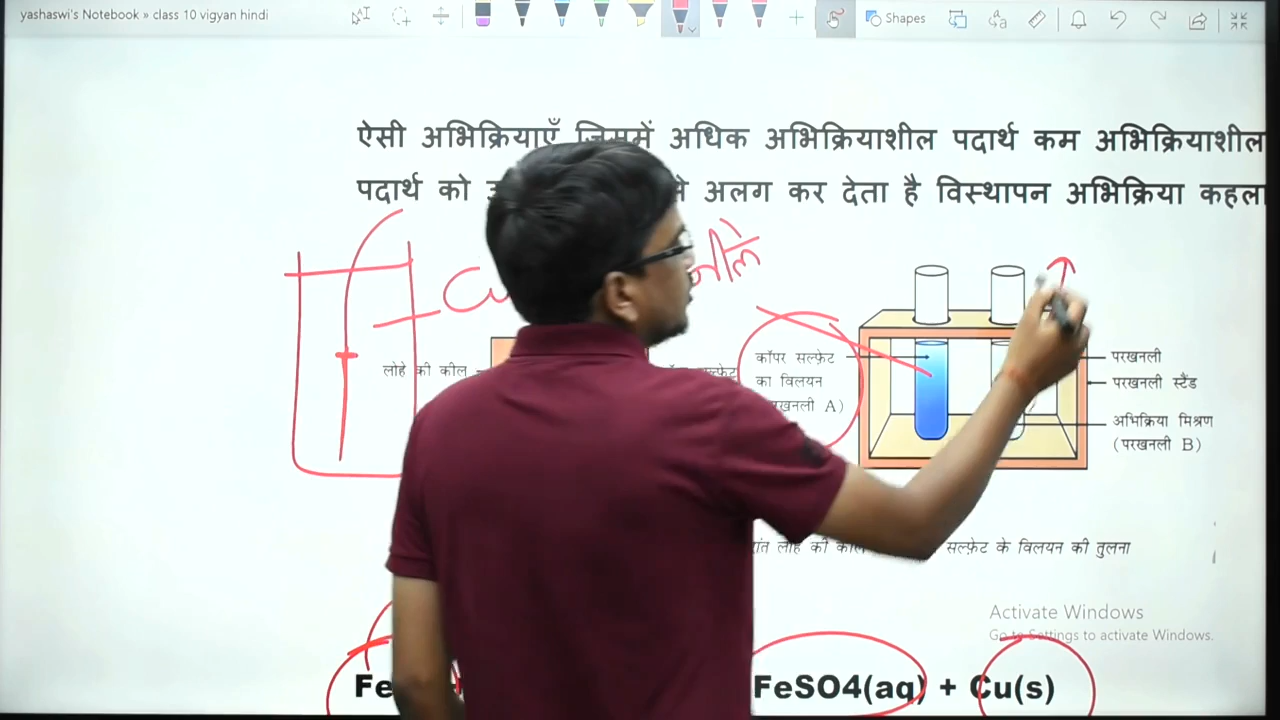 yashaswi's Notebook » class 10 vigyan hindi
Shapes
ऐसी अभिक्रियाएँ जिसमें अधिक अभिक्रियाशील पदार्थ कम अभिक्रियाशील
पदार्थ को अलग कर देता है विस्थापन अभिक्रिया
नीले
लोहे की कील
कॉपर सल्फ़ेट
का विलयन
A)
परखनली
परखनली स्टैंड
अभिक्रिया मिश्रण
(परखनली B)
सल्फ़ेट के विलयन की तुलना
Activate Windows
Go to Settings to activate Windows.
Fe
FeSO4(aq) + Cu(s)